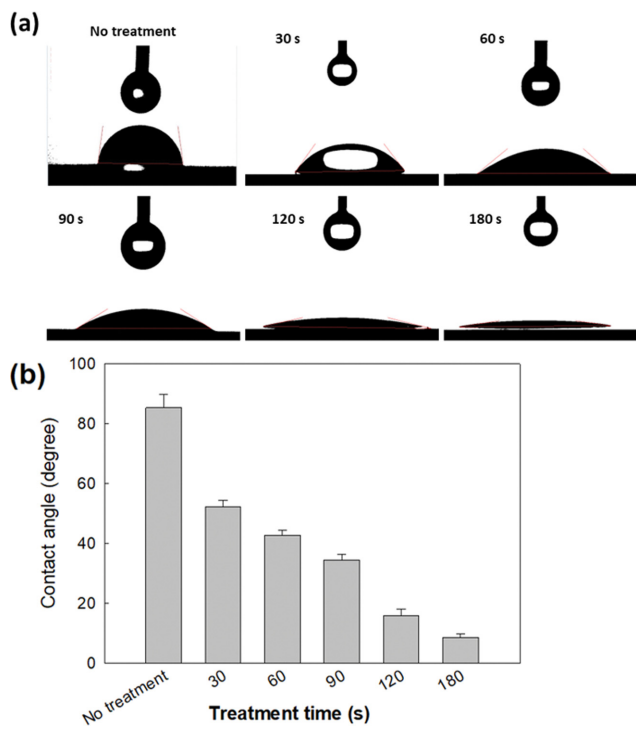 (a)
No treatment
30 s
60 s
90 s
120 s
180 s
(b)
100
80
60
40
20
0
Contact angle (degree)
No treatment
30
60
90
120
180
Treatment time (s)